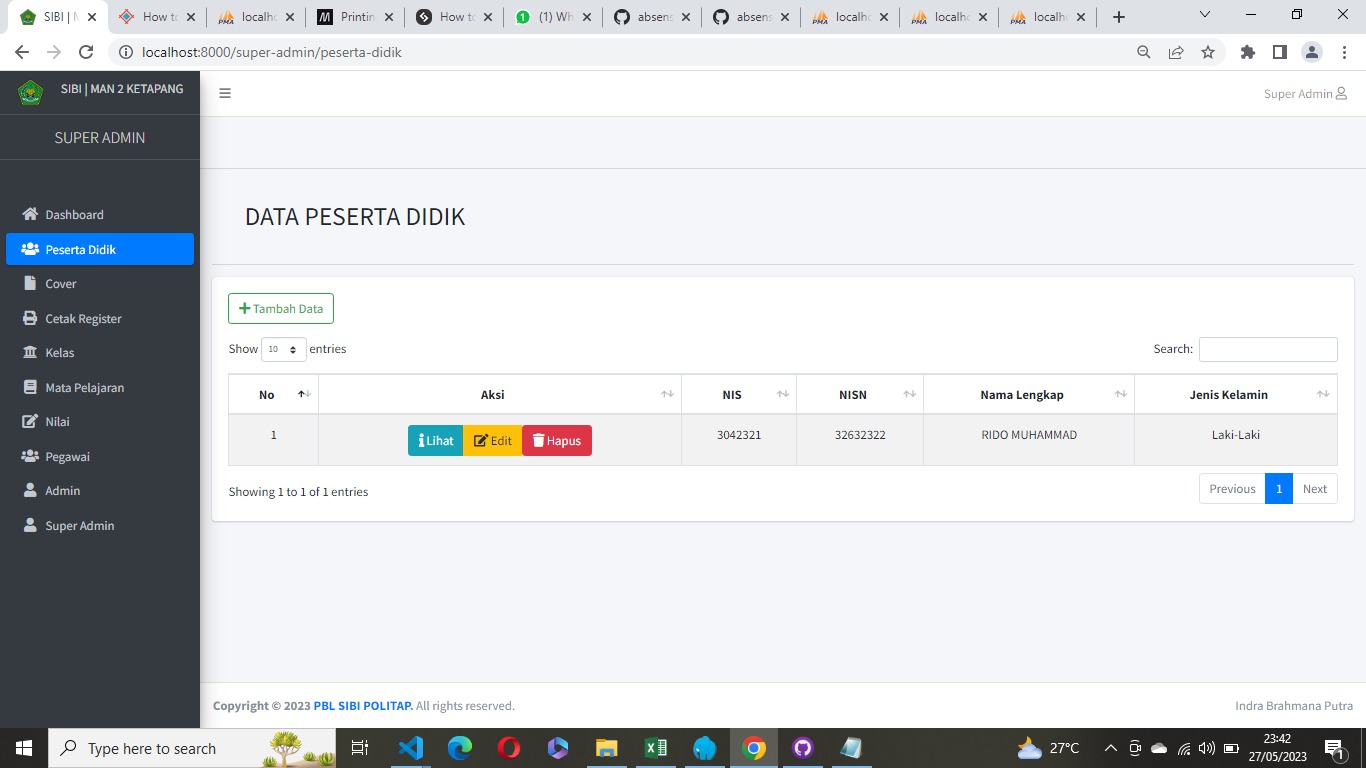 SIBI | M
How to
localho
Printin
How to
(1) Wh
absens
absens
localho
localho
localho
localhost:8000/super-admin/peserta-didik
SIBI | MAN 2 KETAPANG
Super Admin
SUPER ADMIN
Dashboard
Peserta Didik
Cover
Cetak Register
Kelas
Mata Pelajaran
Nilai
Pegawai
Admin
Super Admin
DATA PESERTA DIDIK
Tambah Data
Show 10 entries
Search:
No Aksi NIS NISN Nama Lengkap Jenis Kelamin
1 Lihat Edit Hapus 3042321 32632322 RIDO MUHAMMAD Laki-Laki
Showing 1 to 1 of 1 entries
Previous 1 Next
Copyright © 2023 PBL SIBI POLITAP. All rights reserved.
Indra Brahmana Putra
Type here to search
27°C
23:42
27/05/2023
1